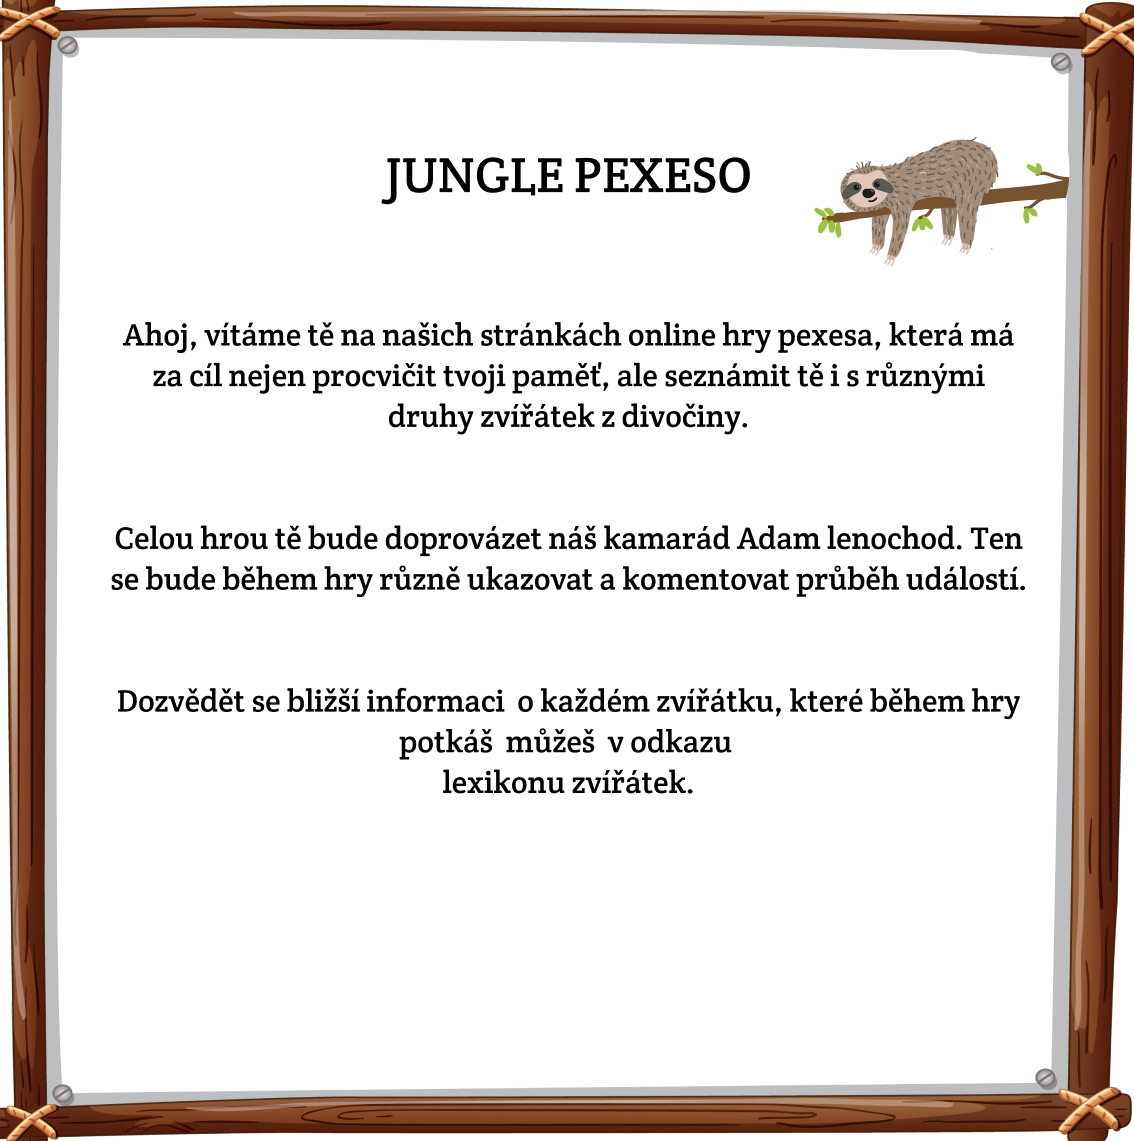 JUNGLE PEXESO
Ahoj, vítáme tě na našich stránkách online hry pexesa, která má
za cíl nejen procvičit tvoji paměť, ale seznámit tě i s různými
druhy zvířátek z divočiny.
Celou hrou tě bude doprovázet náš kamarád Adam lenochod. Ten
se bude během hry různě ukazovat a komentovat průběh událostí.
Dozvědět se bližší informaci  o každém zvířátku, které během hry
potkáš  můžeš  v odkazu
lexikonu zvířátek.